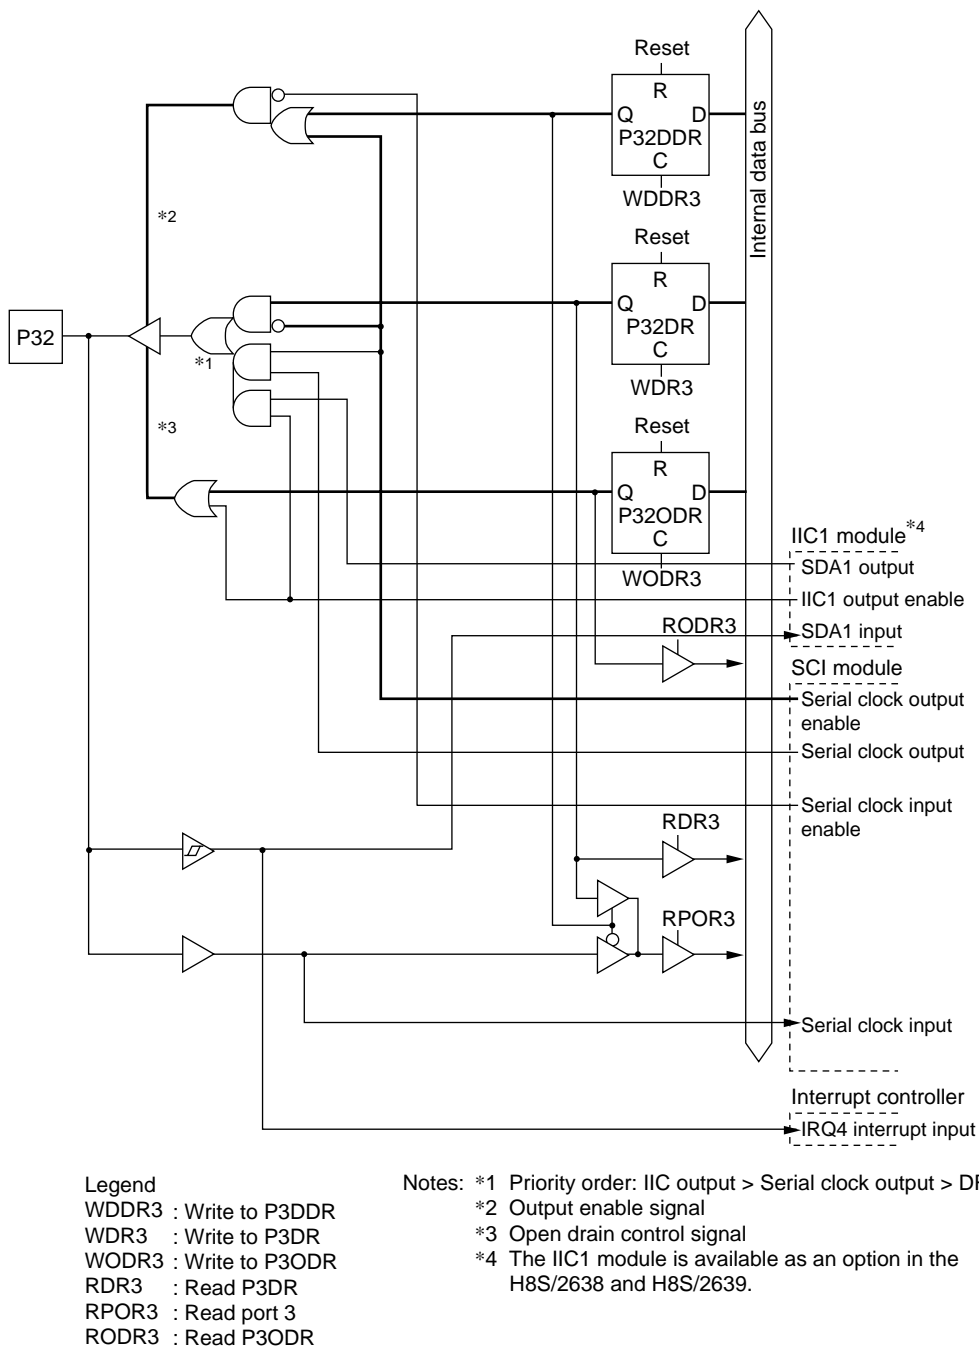 Reset
R
Q D
P32DDR
C
WDDR3
Internal data bus
*2
Reset
R
Q D
P32DR
C
WDR3
P32
*1
*3
Reset
R
Q D
P32ODR
C
WODR3
IIC1 module*4
SDA1 output
IIC1 output enable
SDA1 input
RODR3
SCI module
Serial clock output
enable
Serial clock output
Serial clock input
enable
RDR3
RPOR3
Serial clock input
Interrupt controller
IRQ4 interrupt input
Legend
WDDR3 : Write to P3DDR
WDR3 : Write to P3DR
WODR3 : Write to P3ODR
RDR3 : Read P3DR
RPOR3 : Read port 3
RODR3 : Read P3ODR
Notes: *1 Priority order: IIC output > Serial clock output >
*2 Output enable signal
*3 Open drain control signal
*4 The IIC1 module is available as an option in the
H8S/2638 and H8S/2639.